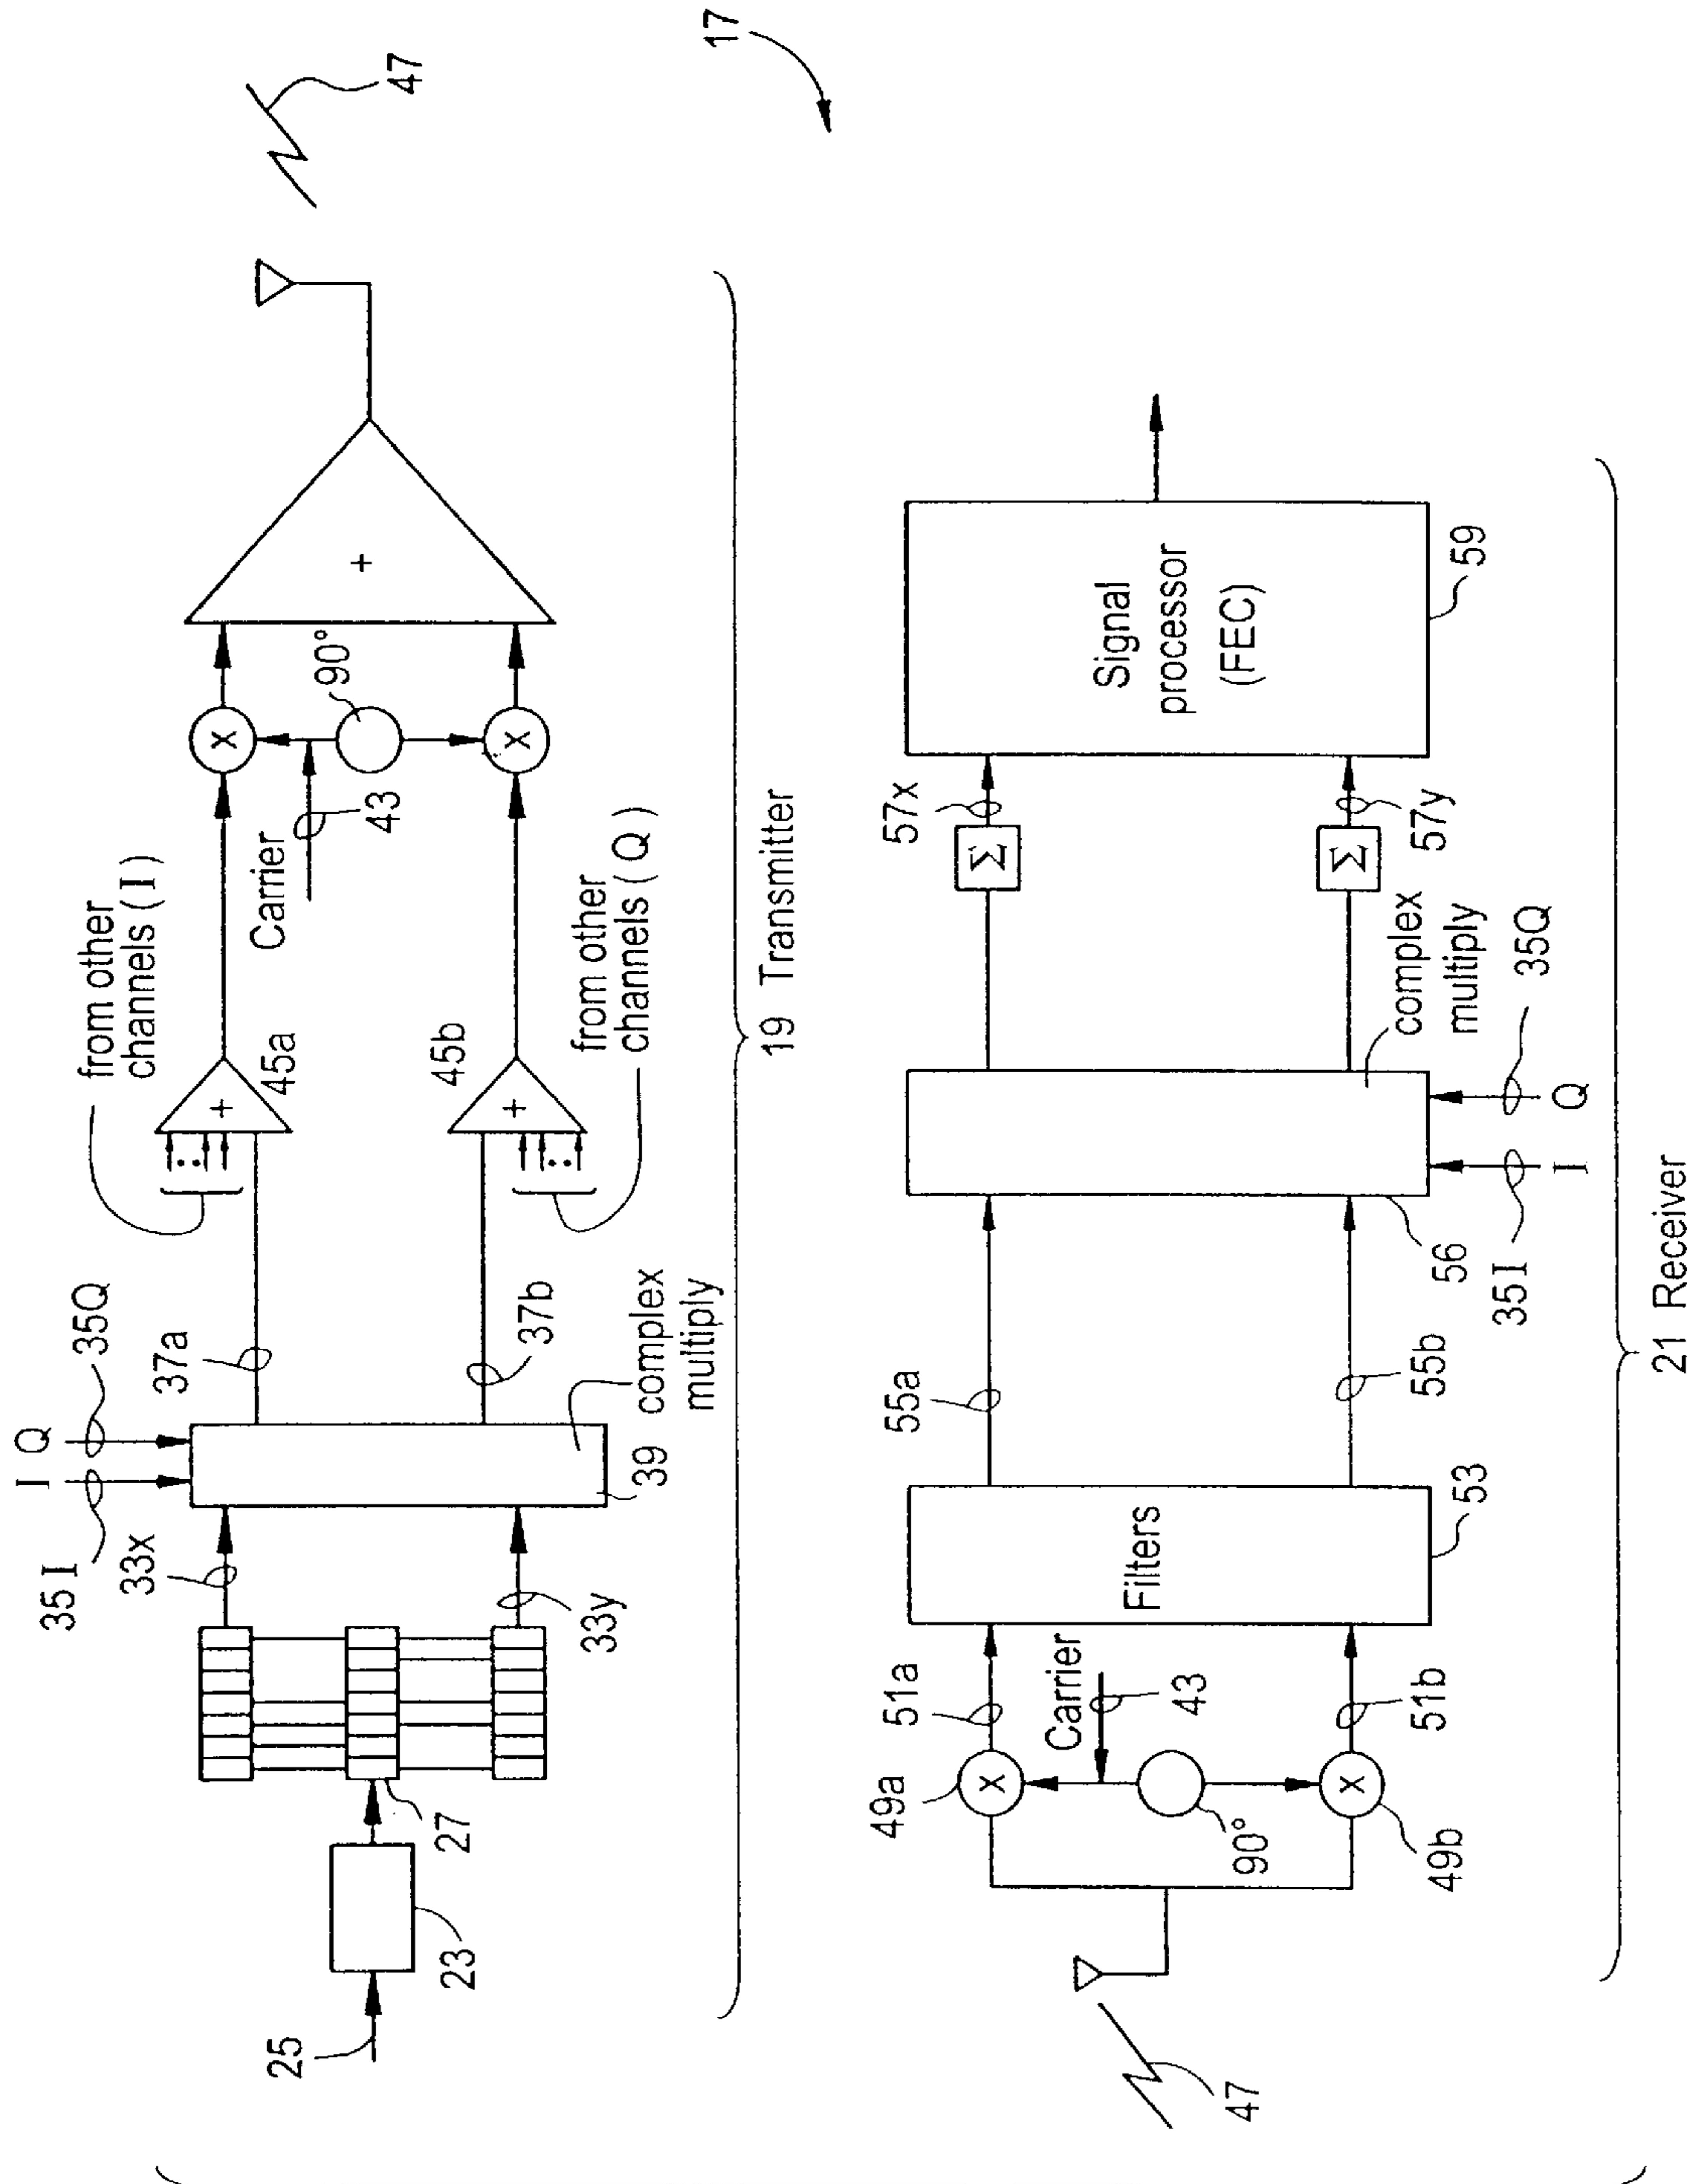 17
47
25
23
27
33x
33y
35I
I
Q
35Q
39
complex
multiply
37a
37b
from other
channels (I)
+
45a
45b
+
from other
channels (Q)
Carrier
43
X
90°
X
+
19 Transmitter
47
49a
X
90°
X
49b
Carrier
43
51a
51b
Filters
53
55a
55b
56
35I
I
Q
35Q
complex
multiply
Σ
57x
Σ
57y
Signal
processor
(FEC)
59
21 Receiver